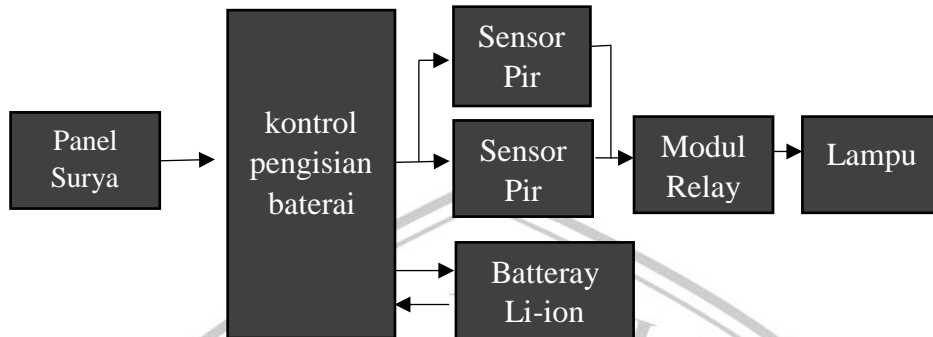 Panel
Surya
kontrol
pengisian
baterai
Sensor
Pir
Sensor
Pir
Batteray
Li-ion
Modul
Relay
Lampu